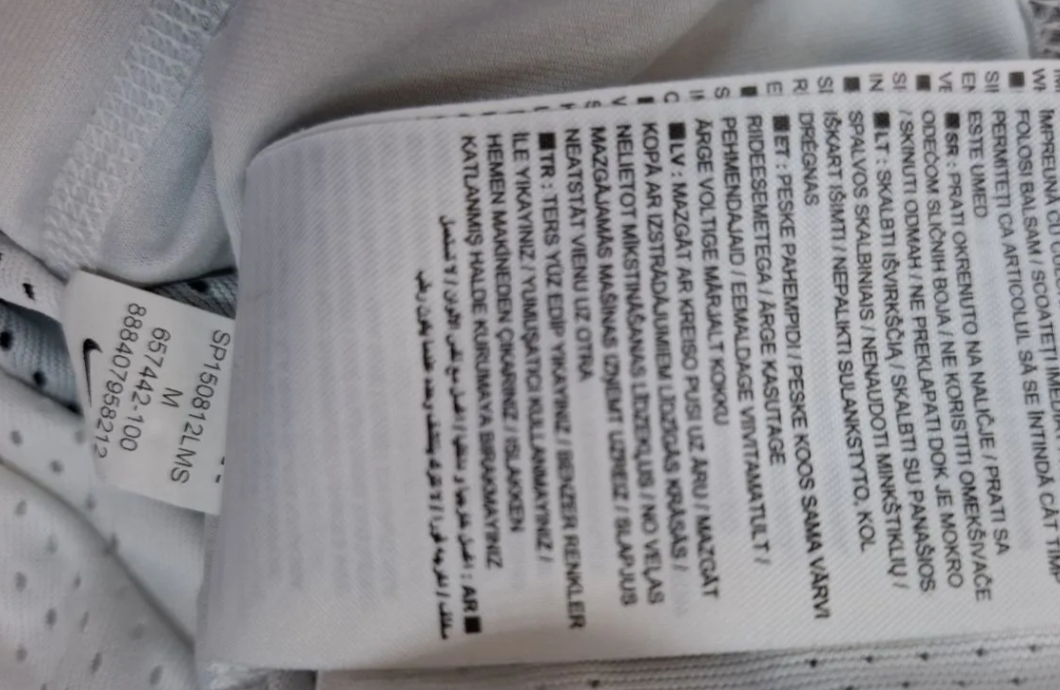 SP150812LMS
M
657442-100
888407958212
ÎMPREUNĂ CU
FOLOSI BALSAM / SCOATEȚI IMEDIA
PERMITEȚI CA ARTICOLUL SĂ SE ÎNTINDĂ CÂT TIMP
ESTE UMED
■ SR : PRATI OKRENUTO NA NALIČJE / PRATI SA
ODEĆOM SLIČNIH BOJA / NE KORISTITI OMEKŠIVAČE
/ SKINUTI ODMAH / NE PREKLAPATI DOK JE MOKRO
■ LT : SKALBTI IŠVIRKŠČIĄ / SKALBTI SU PANAŠIOS
SPALVOS SKALBINIAIS / NENAUDOTI MINKŠTIKLIŲ /
IŠKART IŠIMTI / NEPALIKTI SULANKSTYTO, KOL
DRĖGNAS
■ ET : PESKE PAHEMPIDI / PESKE KOOS SAMA VÄRVI
RIIDEESEMETEGA / ÄRGE KASUTAGE
PEHMENDAJAID / EEMALDAGE VIIVITAMATULT /
ÄRGE VOLTIGE MÄRJALT KOKKU
■ LV : MAZGĀT AR KREISO PUSI UZ ĀRU / MAZGĀT
KOPĀ AR IZSTRĀDĀJUMIEM LĪDZĪGĀS KRĀSĀS /
NELIETOT MĪKSTINĀŠANAS LĪDZEKĻUS / NO VEĻAS
MAZGĀJAMĀS MAŠĪNAS IZŅEMT UZREIZ / SLAPJUS
NEATSTĀT VIENU UZ OTRA
■ TR : TERS YÜZ EDİP YIKAYINIZ / BENZER RENKLER
İLE YIKAYINIZ / YUMUŞATICI KULLANMAYINIZ /
HEMEN MAKİNEDEN ÇIKARINIZ / ISLAKKEN
KATLANMIŞ HALDE KURUMAYA BIRAKMAYINIZ
■ AR :